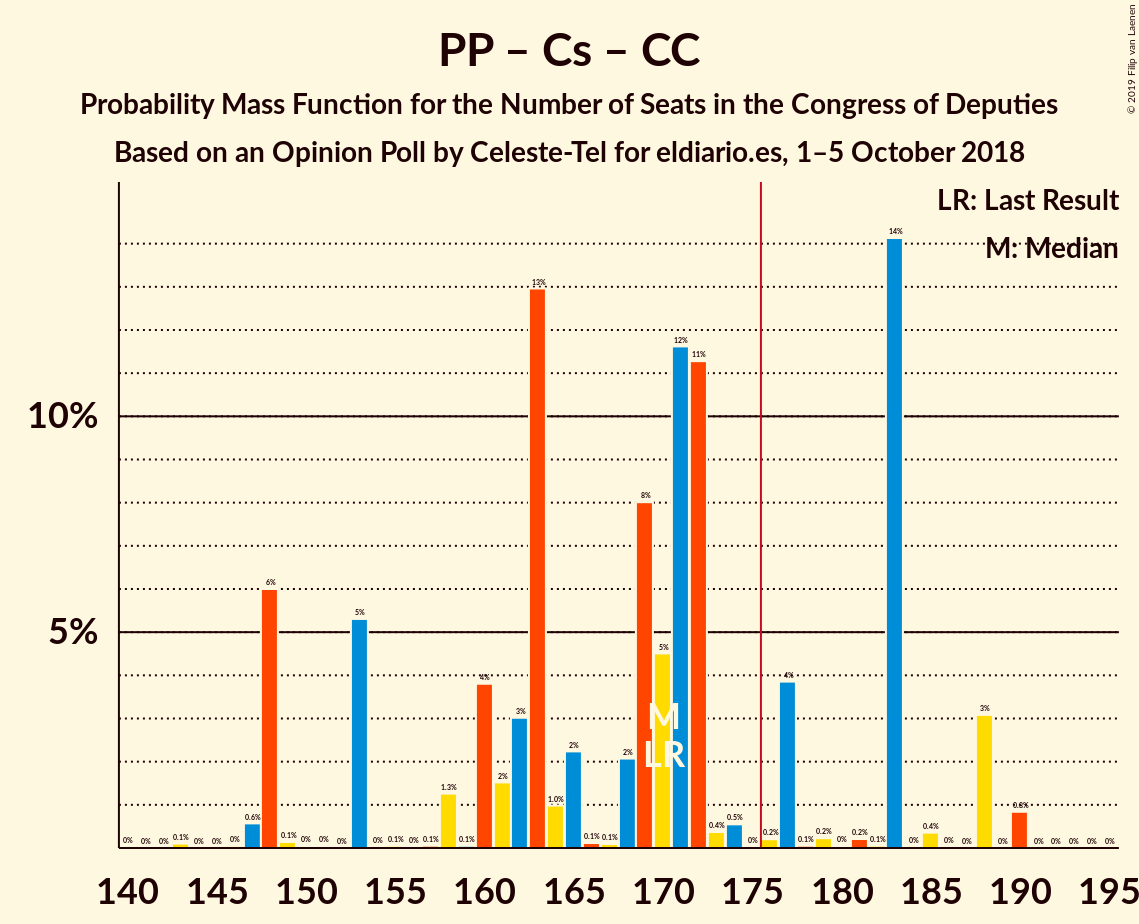 PP – Cs – CC
Probability Mass Function for the Number of Seats in the Congress of Deputies
Based on an Opinion Poll by Celeste-Tel for eldiario.es, 1–5 October 2018
© 2019 Filip van Laenen
LR: Last Result
M: Median
10%
5%
0% 0% 0% 0.1% 0% 0% 0% 0.6% 6% 0.1% 0% 0% 0% 5% 0% 0.1% 0% 0.1% 1.3% 0.1% 4% 2% 3% 13% 1.0% 2% 0.1% 0.1% 2% 8% 5% 12% 11% 0.4% 0.5% 0% 0.2% 4% 0.1% 0.2% 0% 0.2% 0.1% 14% 0% 0.4% 0% 0% 3% 0% 0.8% 0% 0% 0% 0% 0%
M
LR
140 145 150 155 160 165 170 175 180 185 190 195